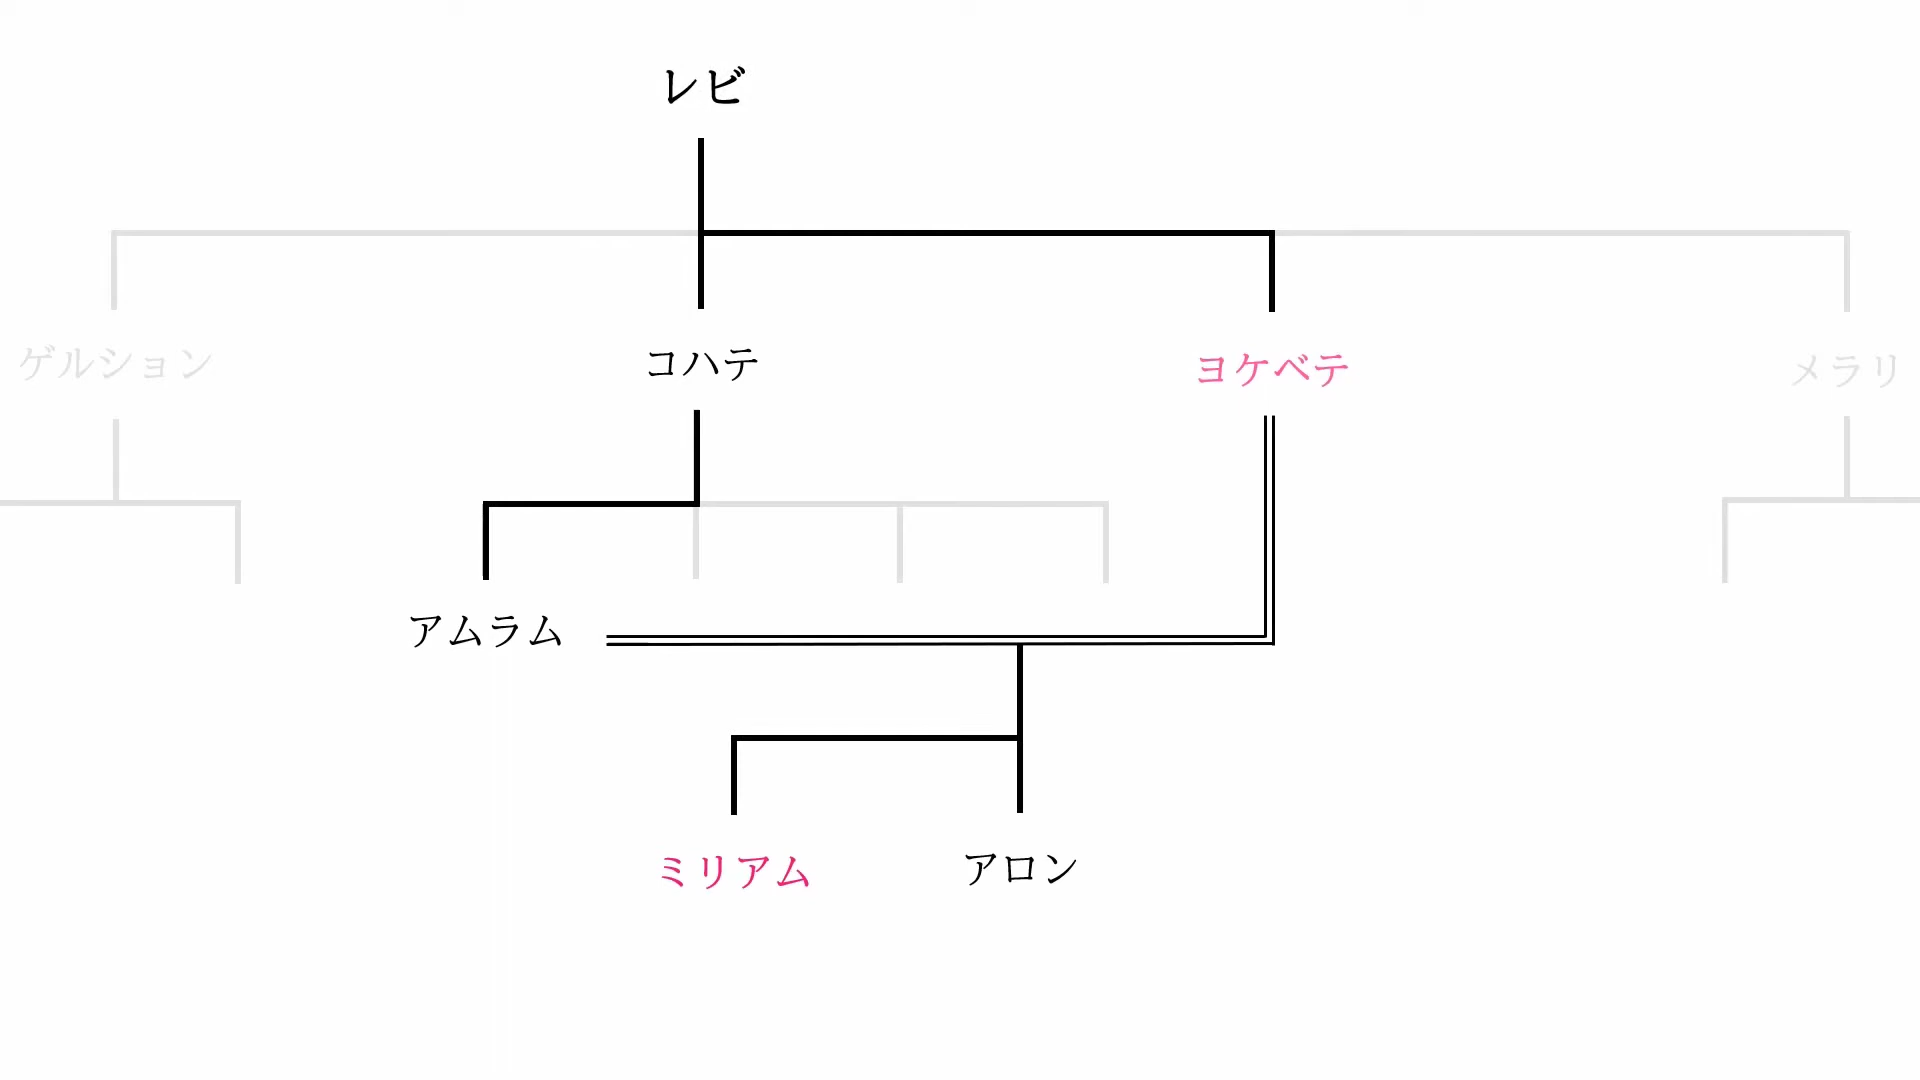 レビ
ゲルション
コハテ
ヨケベテ
メラリ
アムラム
ミリアム
アロン